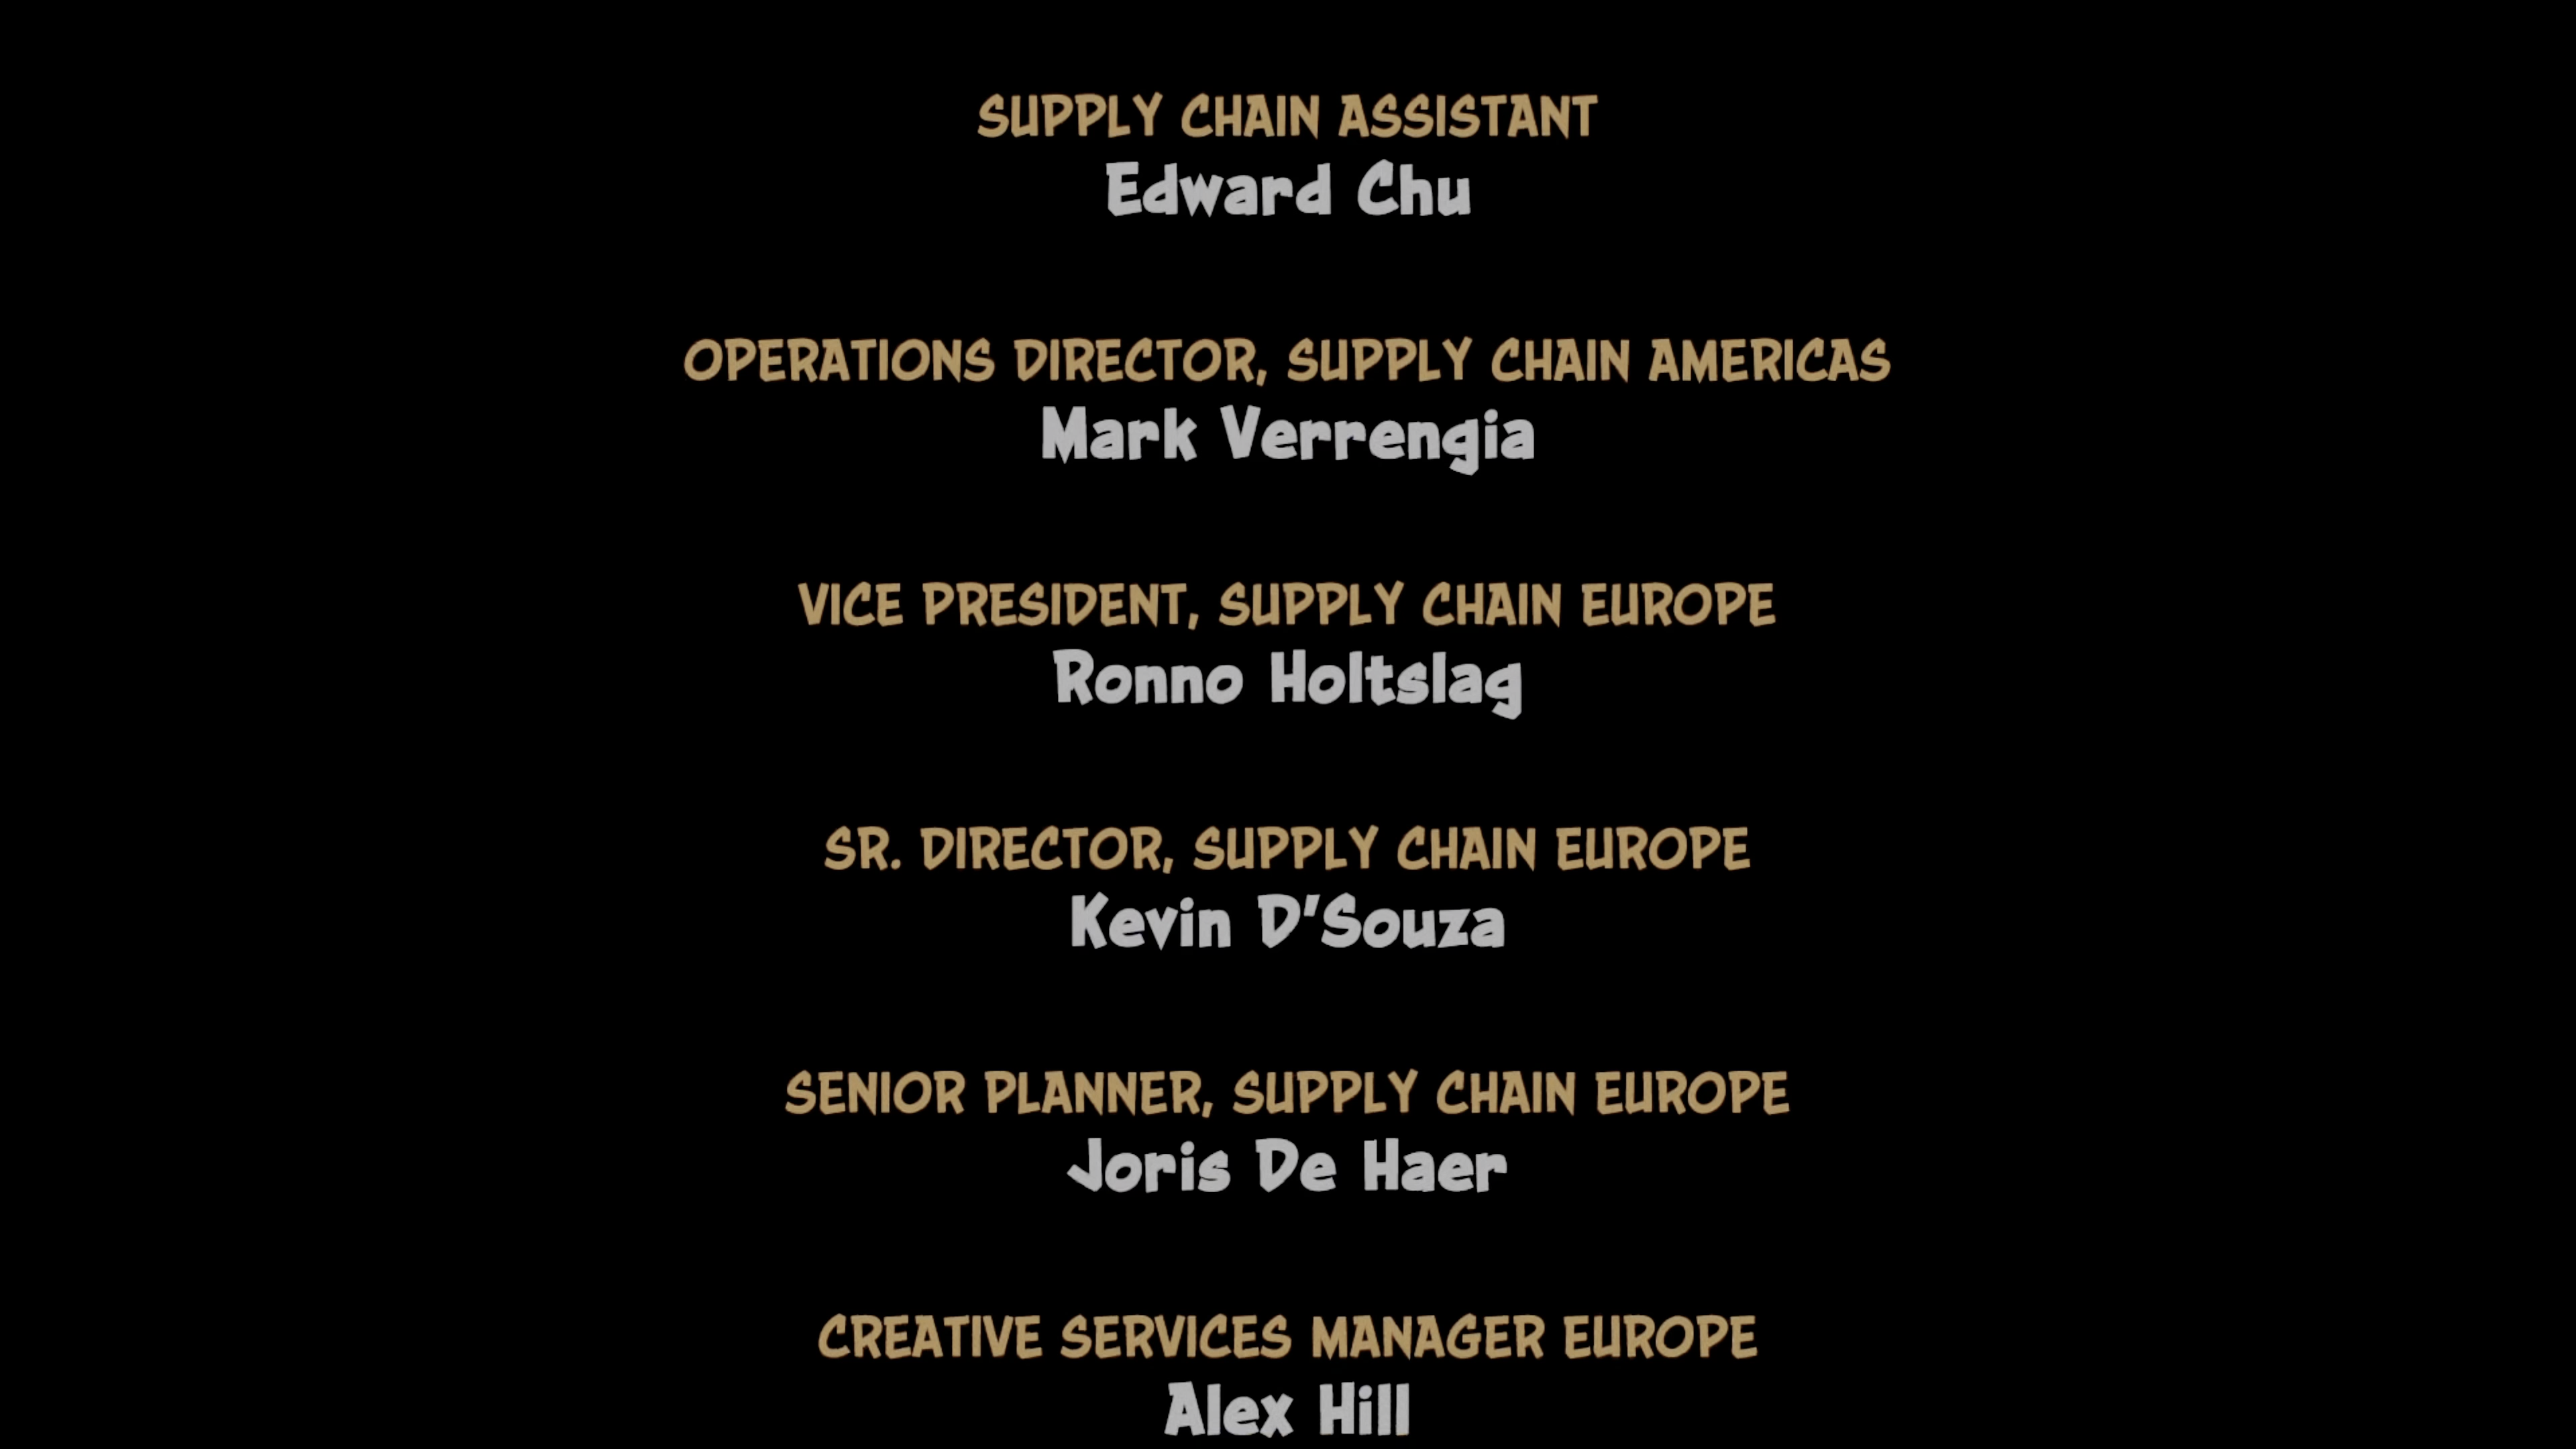 SUPPLY CHAIN ASSISTANT
Edward Chu
OPERATIONS DIRECTOR, SUPPLY CHAIN AMERICAS
Mark Verrengia
VICE PRESIDENT, SUPPLY CHAIN EUROPE
Ronno Holtslag
SR. DIRECTOR, SUPPLY CHAIN EUROPE
Kevin D'Souza
SENIOR PLANNER, SUPPLY CHAIN EUROPE
Joris De Haer
CREATIVE SERVICES MANAGER EUROPE
Alex Hill